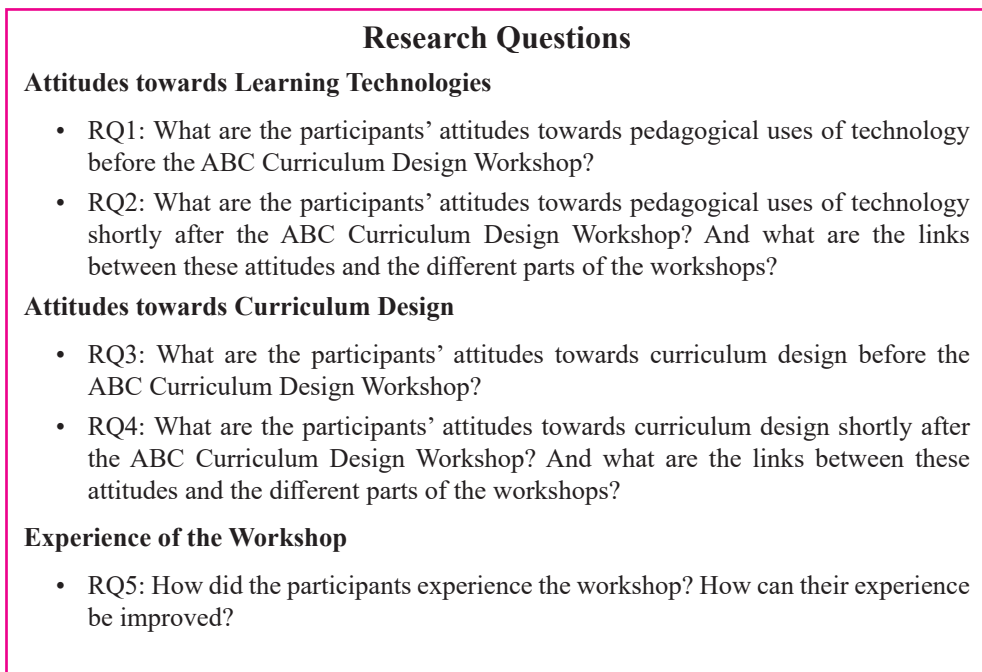 Research Questions
Attitudes towards Learning Technologies
• RQ1: What are the participants’ attitudes towards pedagogical uses of technology
before the ABC Curriculum Design Workshop?
• RQ2: What are the participants’ attitudes towards pedagogical uses of technology
shortly after the ABC Curriculum Design Workshop? And what are the links
between these attitudes and the different parts of the workshops?
Attitudes towards Curriculum Design
• RQ3: What are the participants’ attitudes towards curriculum design before the
ABC Curriculum Design Workshop?
• RQ4: What are the participants’ attitudes towards curriculum design shortly after
the ABC Curriculum Design Workshop? And what are the links between these
attitudes and the different parts of the workshops?
Experience of the Workshop
• RQ5: How did the participants experience the workshop? How can their experience
be improved?